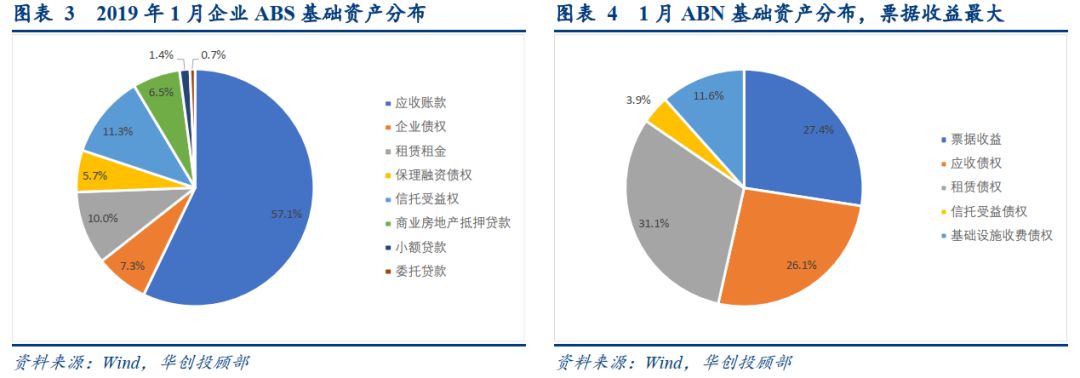 图表 3 2019 年 1 月企业 ABS 基础资产分布
1.4%
0.7%
6.5%
11.3%
5.7%
10.0%
7.3%
57.1%
应收账款
企业债权
租赁租金
保理融资债权
信托受益权
商业房地产抵押贷款
小额贷款
委托贷款
资料来源：Wind，华创投顾部
图表 4 1 月 ABN 基础资产分布，票据收益最大
11.6%
3.9%
27.4%
31.1%
26.1%
票据收益
应收债权
租赁债权
信托受益债权
基础设施收费债权
资料来源：Wind，华创投顾部